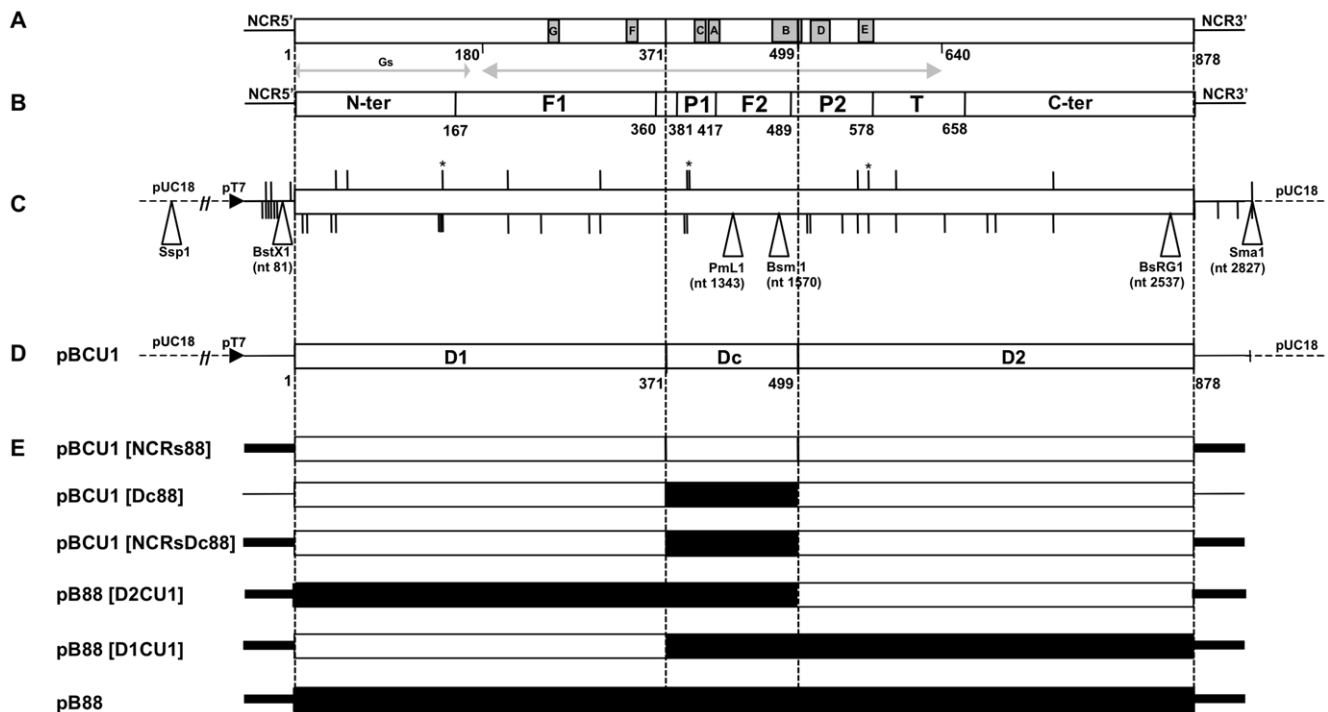 A NCR5' G F C A B D E NCR3'
1 180 371 499 640 878
Gs
B NCR5' N-ter F1 P1 F2 P2 T C-ter NCR3'
167 360 381 417 489 578 658
* * *
C pUC18 // pT7 pUC18
Ssp1 BstX1 PmL1 Bsm 1 BsRG1 Sma1
(nt 81) (nt 1343) (nt 1570) (nt 2537) (nt 2827)
D pBCU1 pUC18 // pT7 D1 Dc D2 pUC18
1 371 499 878
E pBCU1 [NCRs88]
pBCU1 [Dc88]
pBCU1 [NCRsDc88]
pB88 [D2CU1]
pB88 [D1CU1]
pB88